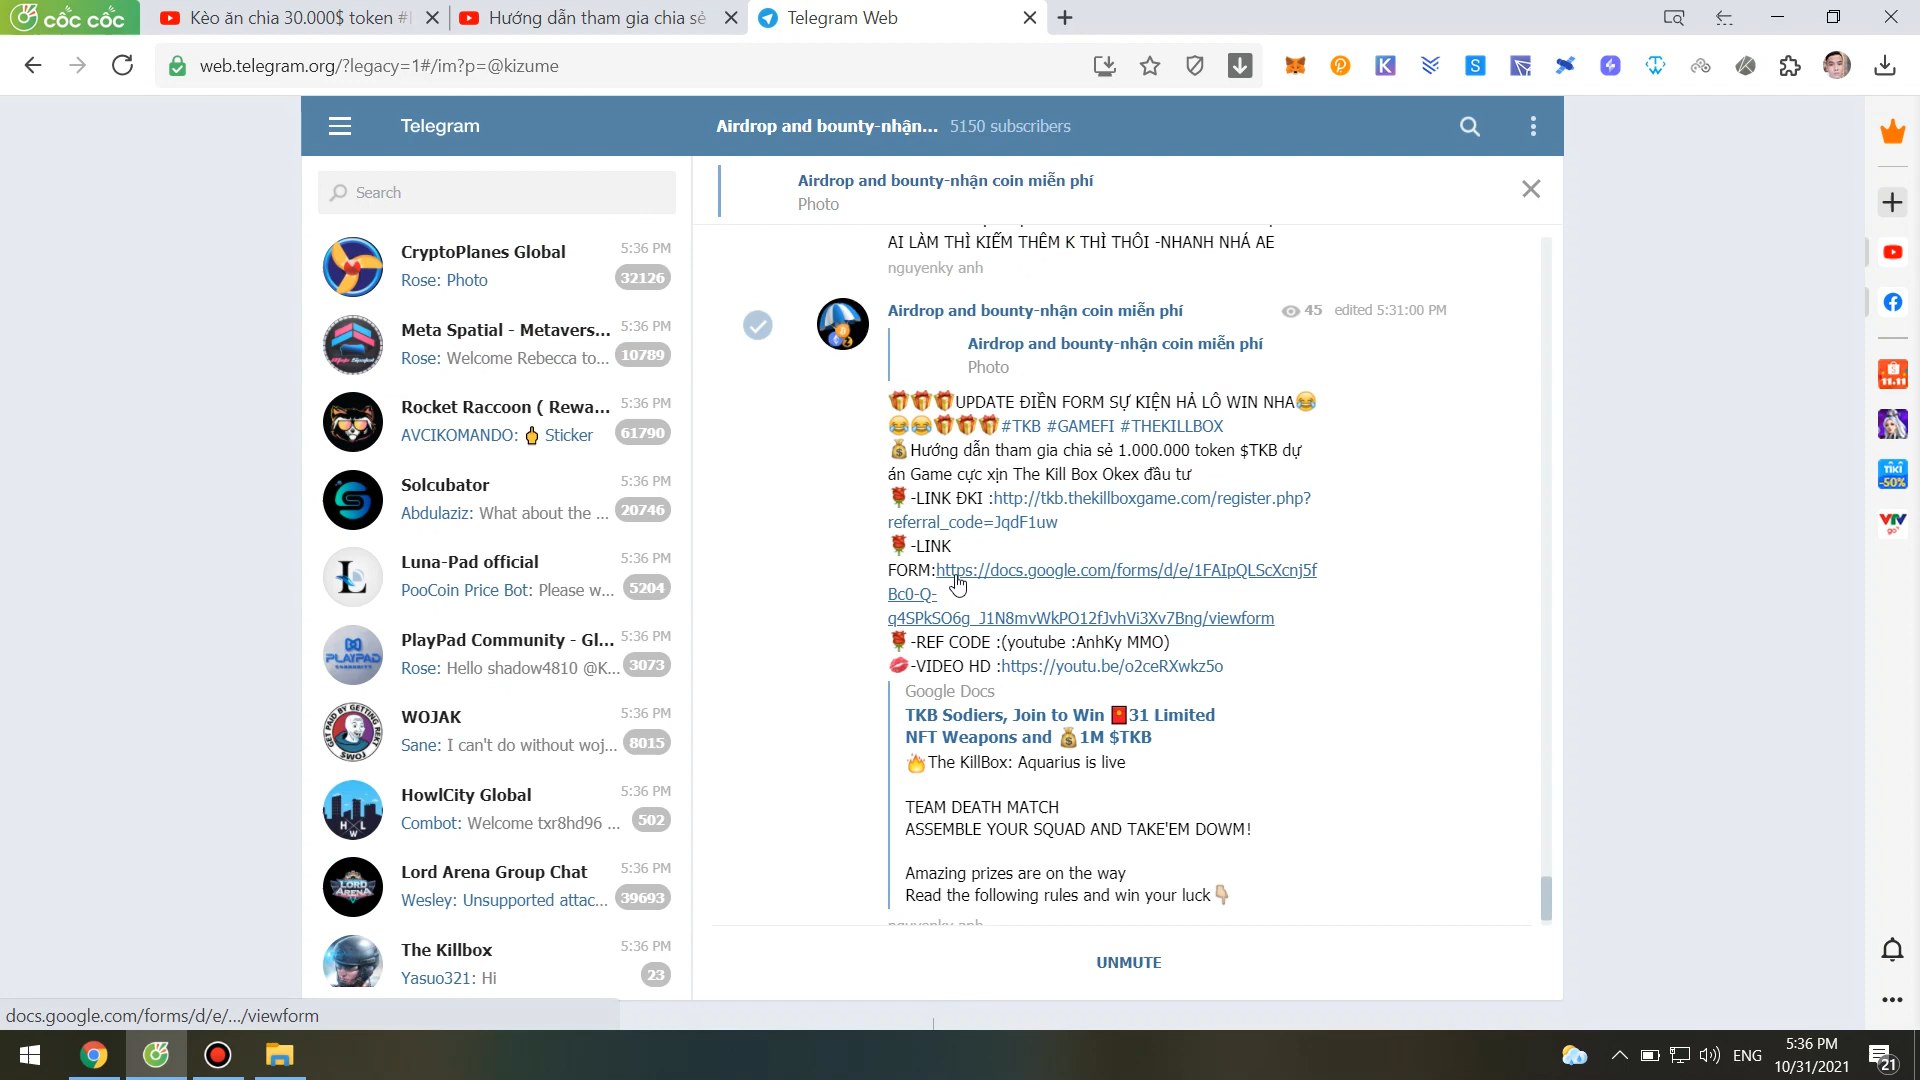 cốc cốc
Kèo ăn chia 30.000$ token #
Hướng dẫn tham gia chia sẻ
Telegram Web
web.telegram.org/?legacy=1#/im?p=@kizume
Telegram
Airdrop and bounty-nhận... 5150 subscribers
Search
Airdrop and bounty-nhận coin miễn phí
Photo
CryptoPlanes Global 5:36 PM
Rose: Photo 32126
Meta Spatial - Metavers... 5:36 PM
Rose: Welcome Rebecca to... 10789
Rocket Raccoon ( Rewa... 5:36 PM
AVCIKOMANDO: 🖕 Sticker 61790
Solcubator 5:36 PM
Abdulaziz: What about the ... 20746
Luna-Pad official 5:36 PM
PooCoin Price Bot: Please w... 5204
PlayPad Community - Gl... 5:36 PM
Rose: Hello shadow4810 @K... 3073
WOJAK 5:36 PM
Sane: I can't do without woj... 8015
HowlCity Global 5:36 PM
Combot: Welcome txr8hd96 ... 502
Lord Arena Group Chat 5:36 PM
Wesley: Unsupported attac... 39693
The Killbox 5:36 PM
Yasuo321: Hi 23
AI LÀM THÌ KIẾM THÊM K THÌ THÔI -NHANH NHÁ AE
nguyenky anh
Airdrop and bounty-nhận coin miễn phí 45 edited 5:31:00 PM
Airdrop and bounty-nhận coin miễn phí
Photo
🎁🎁🎁UPDATE ĐIỀN FORM SỰ KIỆN HẢ LÔ WIN NHA😂
😂😂🎁🎁🎁#TKB #GAMEFI #THEKILLBOX
💰Hướng dẫn tham gia chia sẻ 1.000.000 token $TKB dự
án Game cực xịn The Kill Box Okex đầu tư
🌹-LINK ĐKI :http://tkb.thekillboxgame.com/register.php?
referral_code=JqdF1uw
🌹-LINK
FORM:https://docs.google.com/forms/d/e/1FAIpQLScXcnj5f
Bc0-Q-
q4SPkSO6g_J1N8mvWkPO12fJvhVi3Xv7Bng/viewform
🌹-REF CODE :(youtube :AnhKy MMO)
💋-VIDEO HD :https://youtu.be/o2ceRXwkz5o
Google Docs
TKB Sodiers, Join to Win 🧧31 Limited
NFT Weapons and 💰1M $TKB
🔥The KillBox: Aquarius is live
TEAM DEATH MATCH
ASSEMBLE YOUR SQUAD AND TAKE'EM DOWM!
Amazing prizes are on the way
Read the following rules and win your luck👇🏼
nguyenky anh
UNMUTE
docs.google.com/forms/d/e/.../viewform
11.11
TIKI
-50%
VTV
go
ENG
5:36 PM
10/31/2021
21